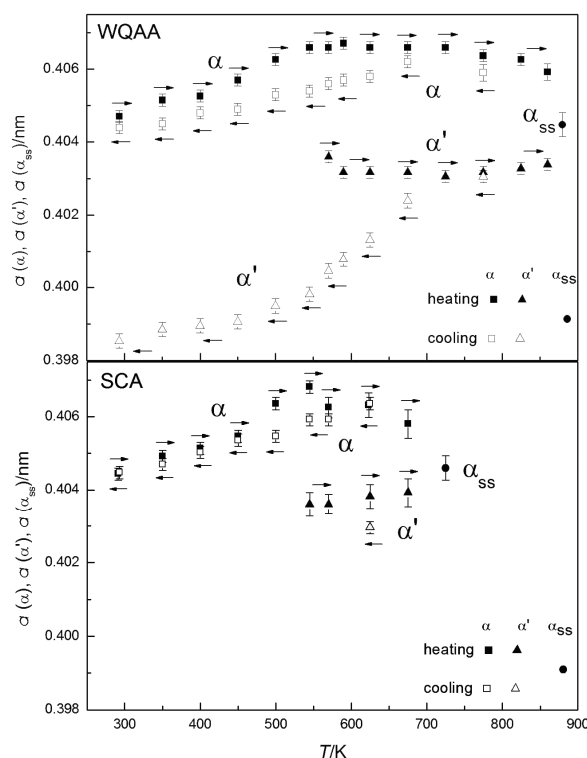 WQAA
0.406
0.404
0.402
0.400
0.398
a (α), a (α'), a (αss)/nm
α
α
αss
α'
α'
α α' αss
heating
cooling
SCA
0.406
0.404
0.402
0.400
0.398
a (α), a (α'), a (αss)/nm
α
α
αss
α'
α α' αss
heating
cooling
300 400 500 600 700 800 900
T/K